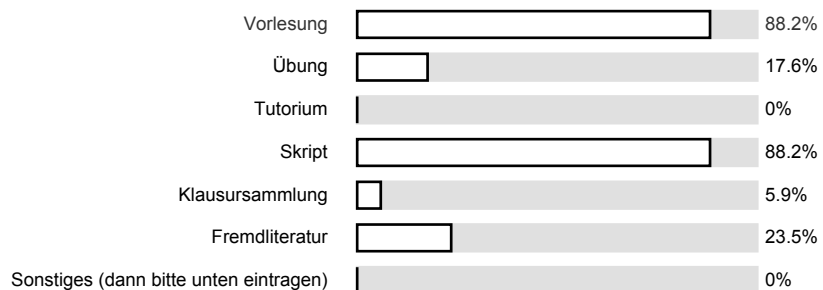 Vorlesung 88.2%
Übung 17.6%
Tutorium 0%
Skript 88.2%
Klausursammlung 5.9%
Fremdliteratur 23.5%
Sonstiges (dann bitte unten eintragen) 0%